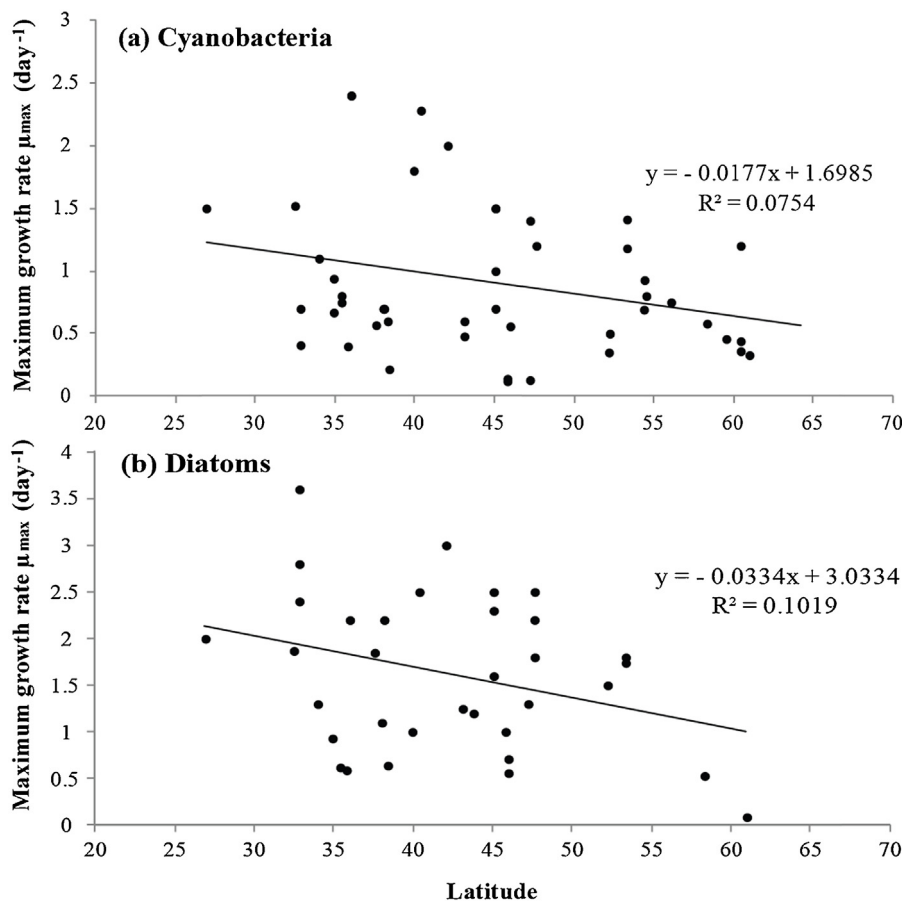 (a) Cyanobacteria
Maximum growth rate μmax (day⁻¹)
3
2.5
2
1.5
1
0.5
0
y = - 0.0177x + 1.6985
R² = 0.0754
20 25 30 35 40 45 50 55 60 65 70
(b) Diatoms
Maximum growth rate μmax (day⁻¹)
4
3.5
3
2.5
2
1.5
1
0.5
0
y = - 0.0334x + 3.0334
R² = 0.1019
20 25 30 35 40 45 50 55 60 65 70
Latitude